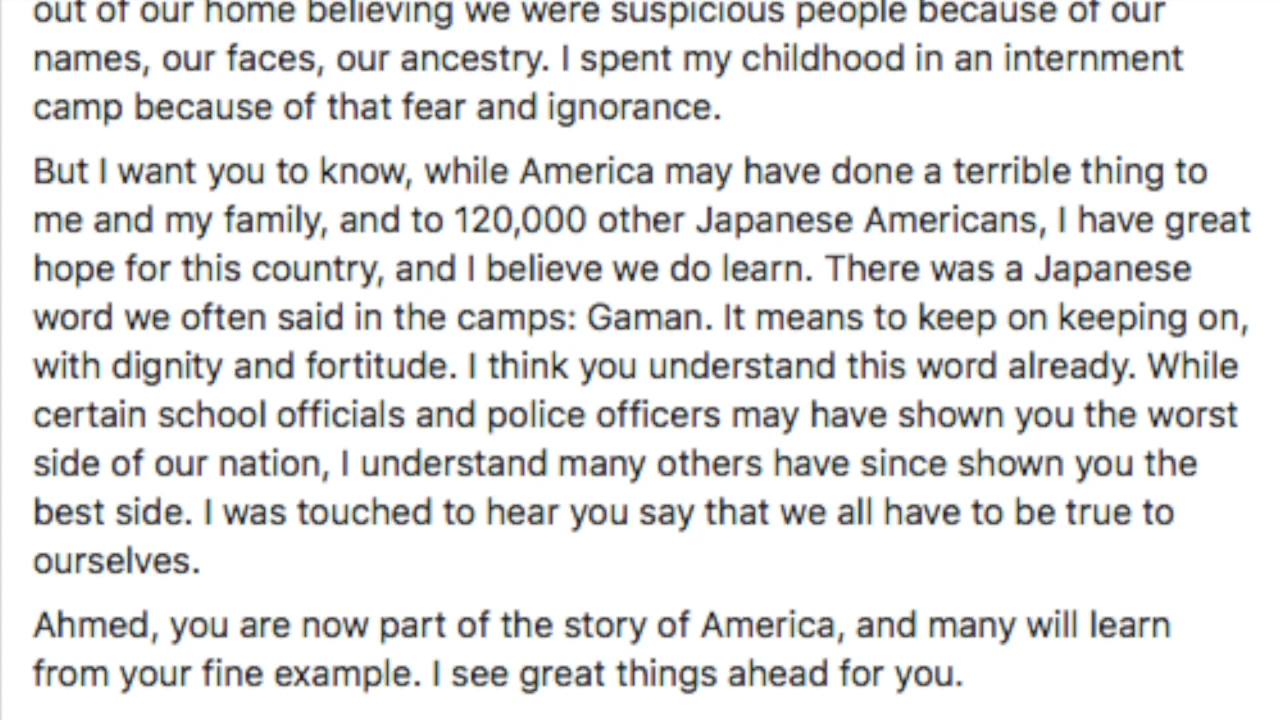 out of our home believing we were suspicious people because of our
names, our faces, our ancestry. I spent my childhood in an internment
camp because of that fear and ignorance.
But I want you to know, while America may have done a terrible thing to
me and my family, and to 120,000 other Japanese Americans, I have great
hope for this country, and I believe we do learn. There was a Japanese
word we often said in the camps: Gaman. It means to keep on keeping on,
with dignity and fortitude. I think you understand this word already. While
certain school officials and police officers may have shown you the worst
side of our nation, I understand many others have since shown you the
best side. I was touched to hear you say that we all have to be true to
ourselves.
Ahmed, you are now part of the story of America, and many will learn
from your fine example. I see great things ahead for you.